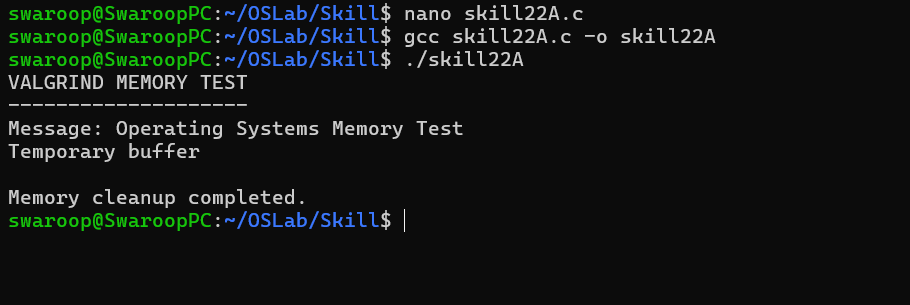 swaroop@SwaroopPC:~/OSLab/Skill$ nano skill22A.c
swaroop@SwaroopPC:~/OSLab/Skill$ gcc skill22A.c -o skill22A
swaroop@SwaroopPC:~/OSLab/Skill$ ./skill22A
VALGRIND MEMORY TEST
--------------------
Message: Operating Systems Memory Test
Temporary buffer
Memory cleanup completed.
swaroop@SwaroopPC:~/OSLab/Skill$